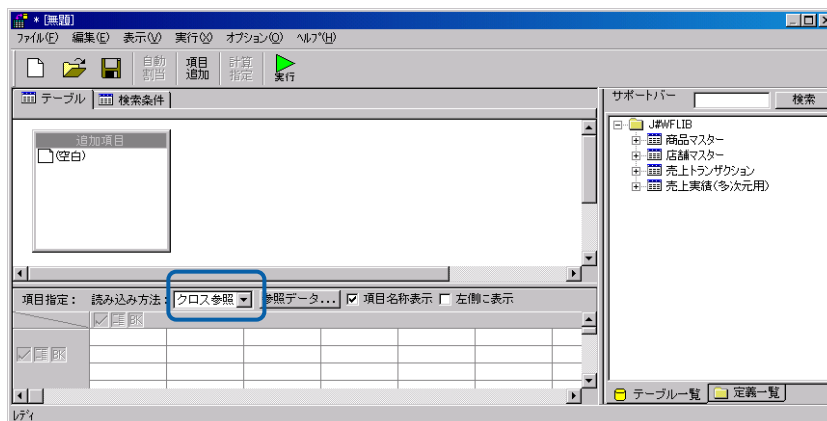 * [無題]
ファイル(F) 編集(E) 表示(V) 実行(X) オプション(O) ヘルプ(H)
自動割当 項目追加 計算指定 実行
テーブル 検索条件
サポートバー 検索
追加項目
(空白)
J#WFLIB
商品マスター
店舗マスター
売上トランザクション
売上実績(多次元用)
項目指定: 読み込み方法: クロス参照 参照データ... 項目名称表示 左側に表示
テーブル一覧 定義一覧
レディ